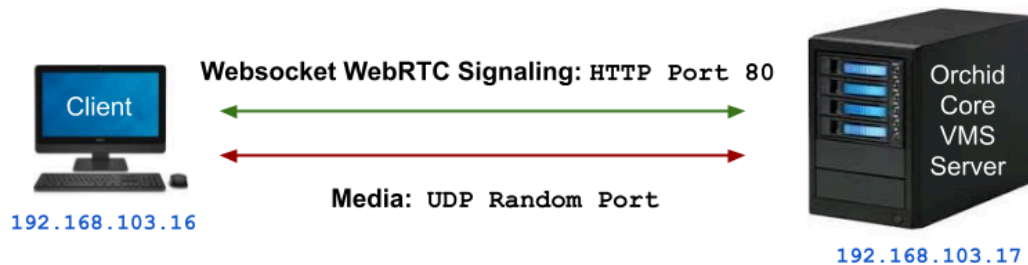 Websocket WebRTC Signaling: HTTP Port 80
Client
Orchid
Core
VMS
Server
Media: UDP Random Port
192.168.103.16
192.168.103.17